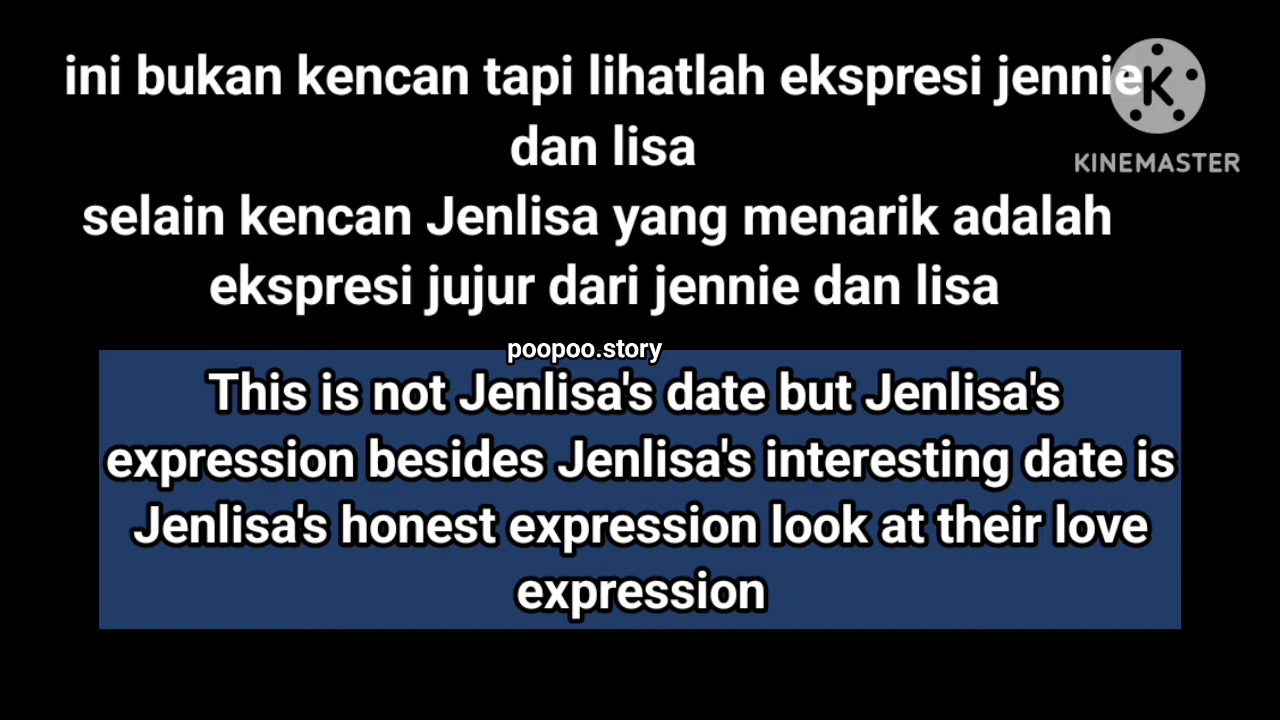 ini bukan kencan tapi lihatlah ekspresi jennie
dan lisa
selain kencan Jenlisa yang menarik adalah
ekspresi jujur dari jennie dan lisa
K
KINEMASTER
poopoo.story
This is not Jenlisa's date but Jenlisa's
expression besides Jenlisa's interesting date is
Jenlisa's honest expression look at their love
expression